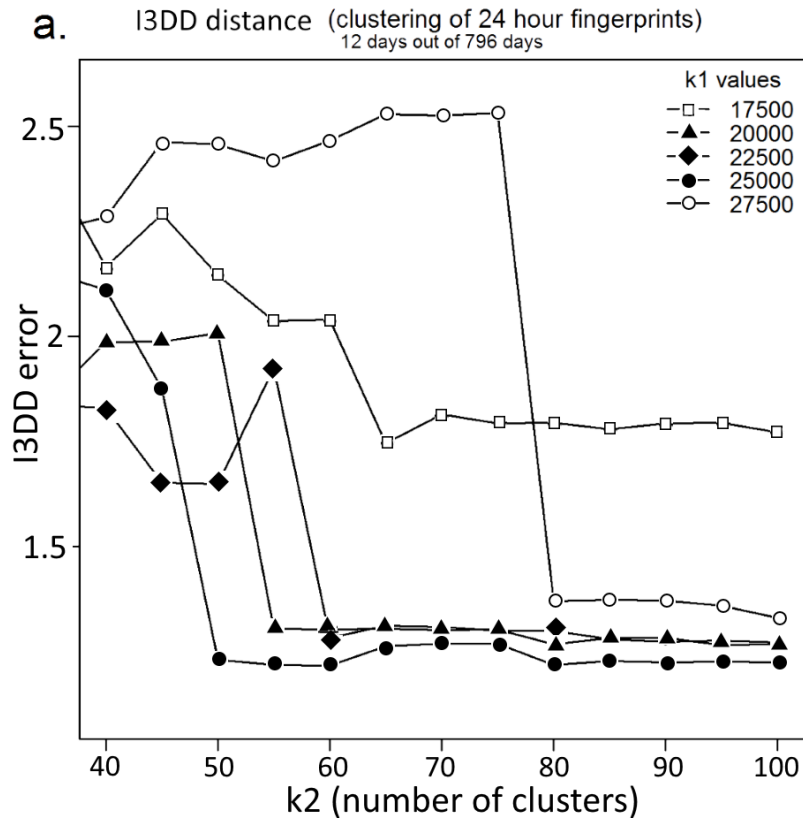 a.
I3DD distance (clustering of 24 hour fingerprints)
12 days out of 796 days
k1 values
17500
20000
22500
25000
27500
2.5
2
1.5
I3DD error
40 50 60 70 80 90 100
k2 (number of clusters)